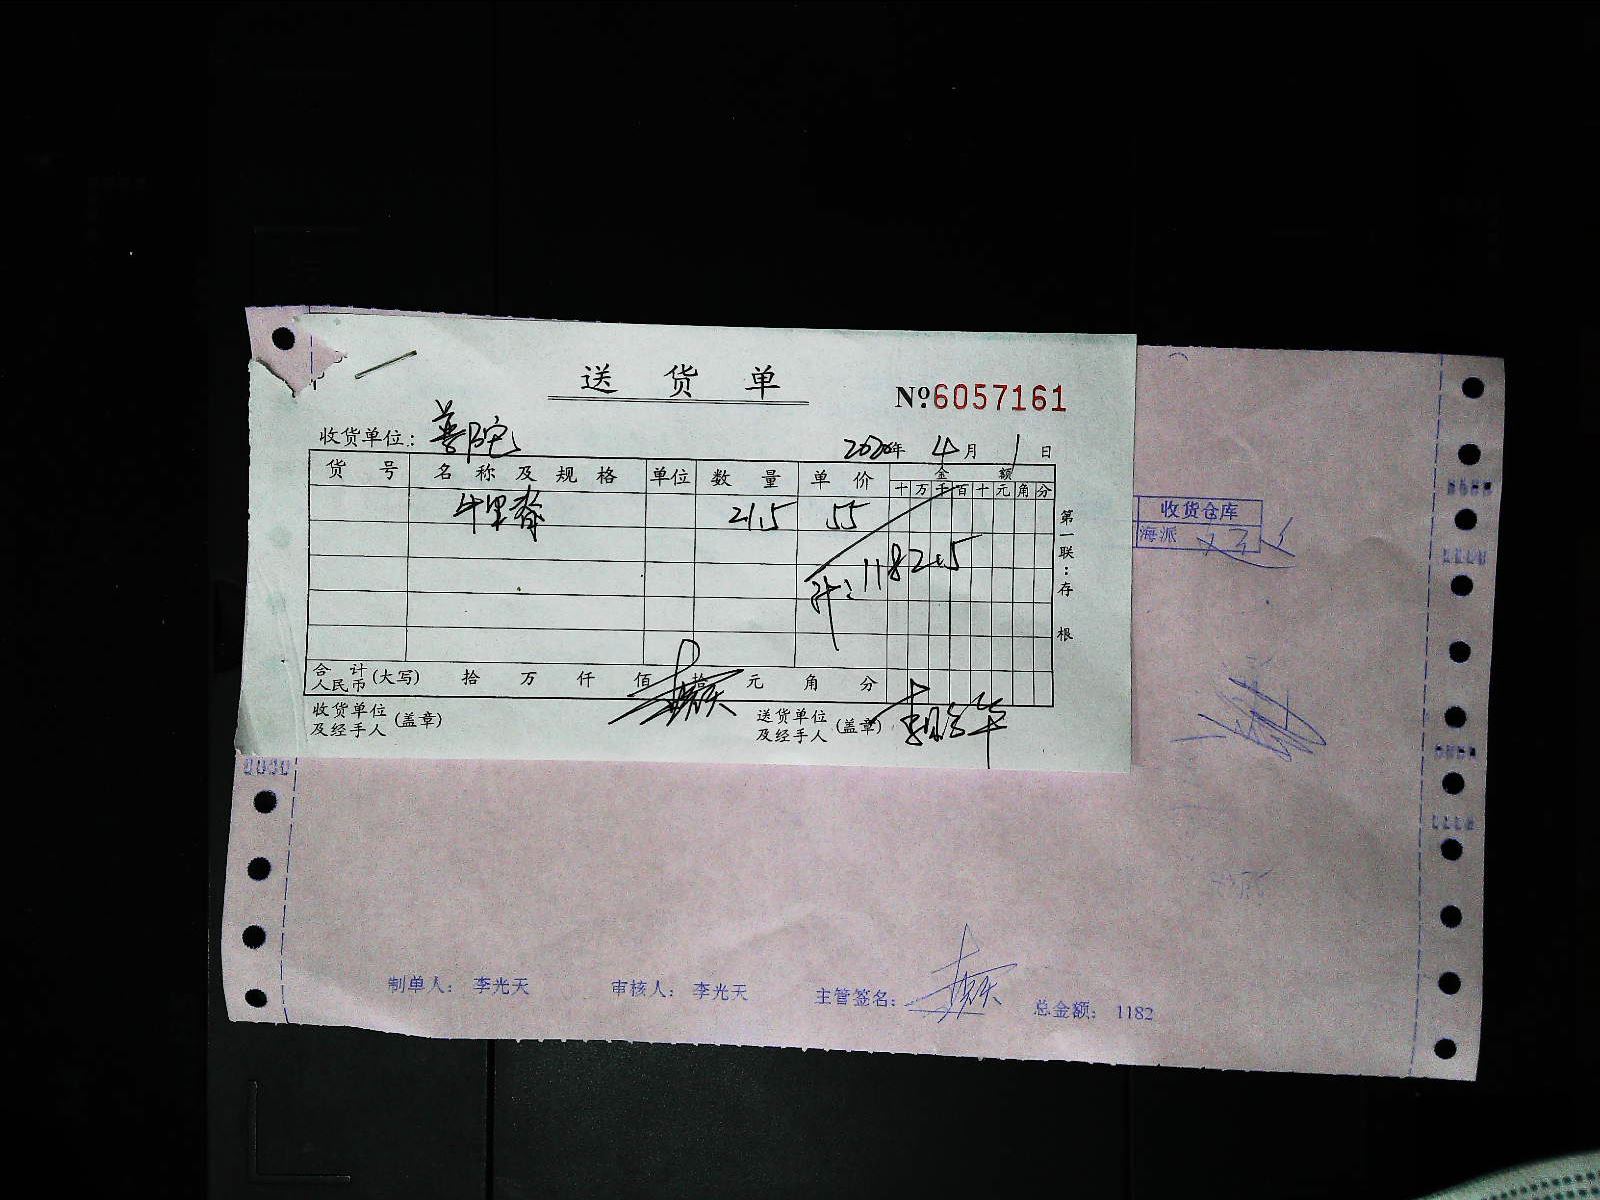 送 货 单
№6057161
收货单位: 普陀
2020年 4月 1日
货 号 名 称 及 规 格 单位 数 量 单 价 金 额
十 万 千 百 十 元 角 分
牛里脊 21.5 55
计: 1182.5
第一联:存根
合 计 人民币 (大写) 拾 万 仟 佰 拾 元 角 分
收货单位及经手人 (盖章)
送货单位及经手人 (盖章)
收货仓库
海派
制单人: 李光天 审核人: 李光天 主管签名: 总金额: 1182